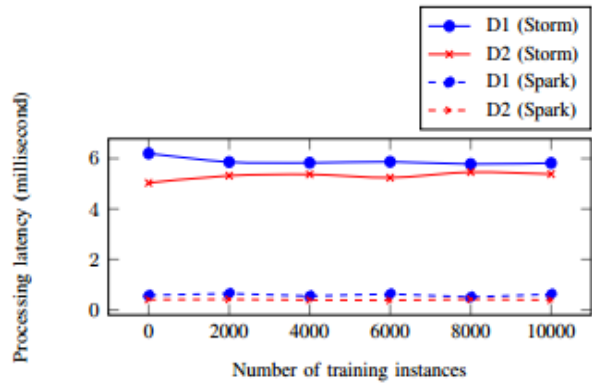 D1 (Storm)
D2 (Storm)
D1 (Spark)
D2 (Spark)
Processing latency (millisecond)
6
4
2
0
0 2000 4000 6000 8000 10000
Number of training instances